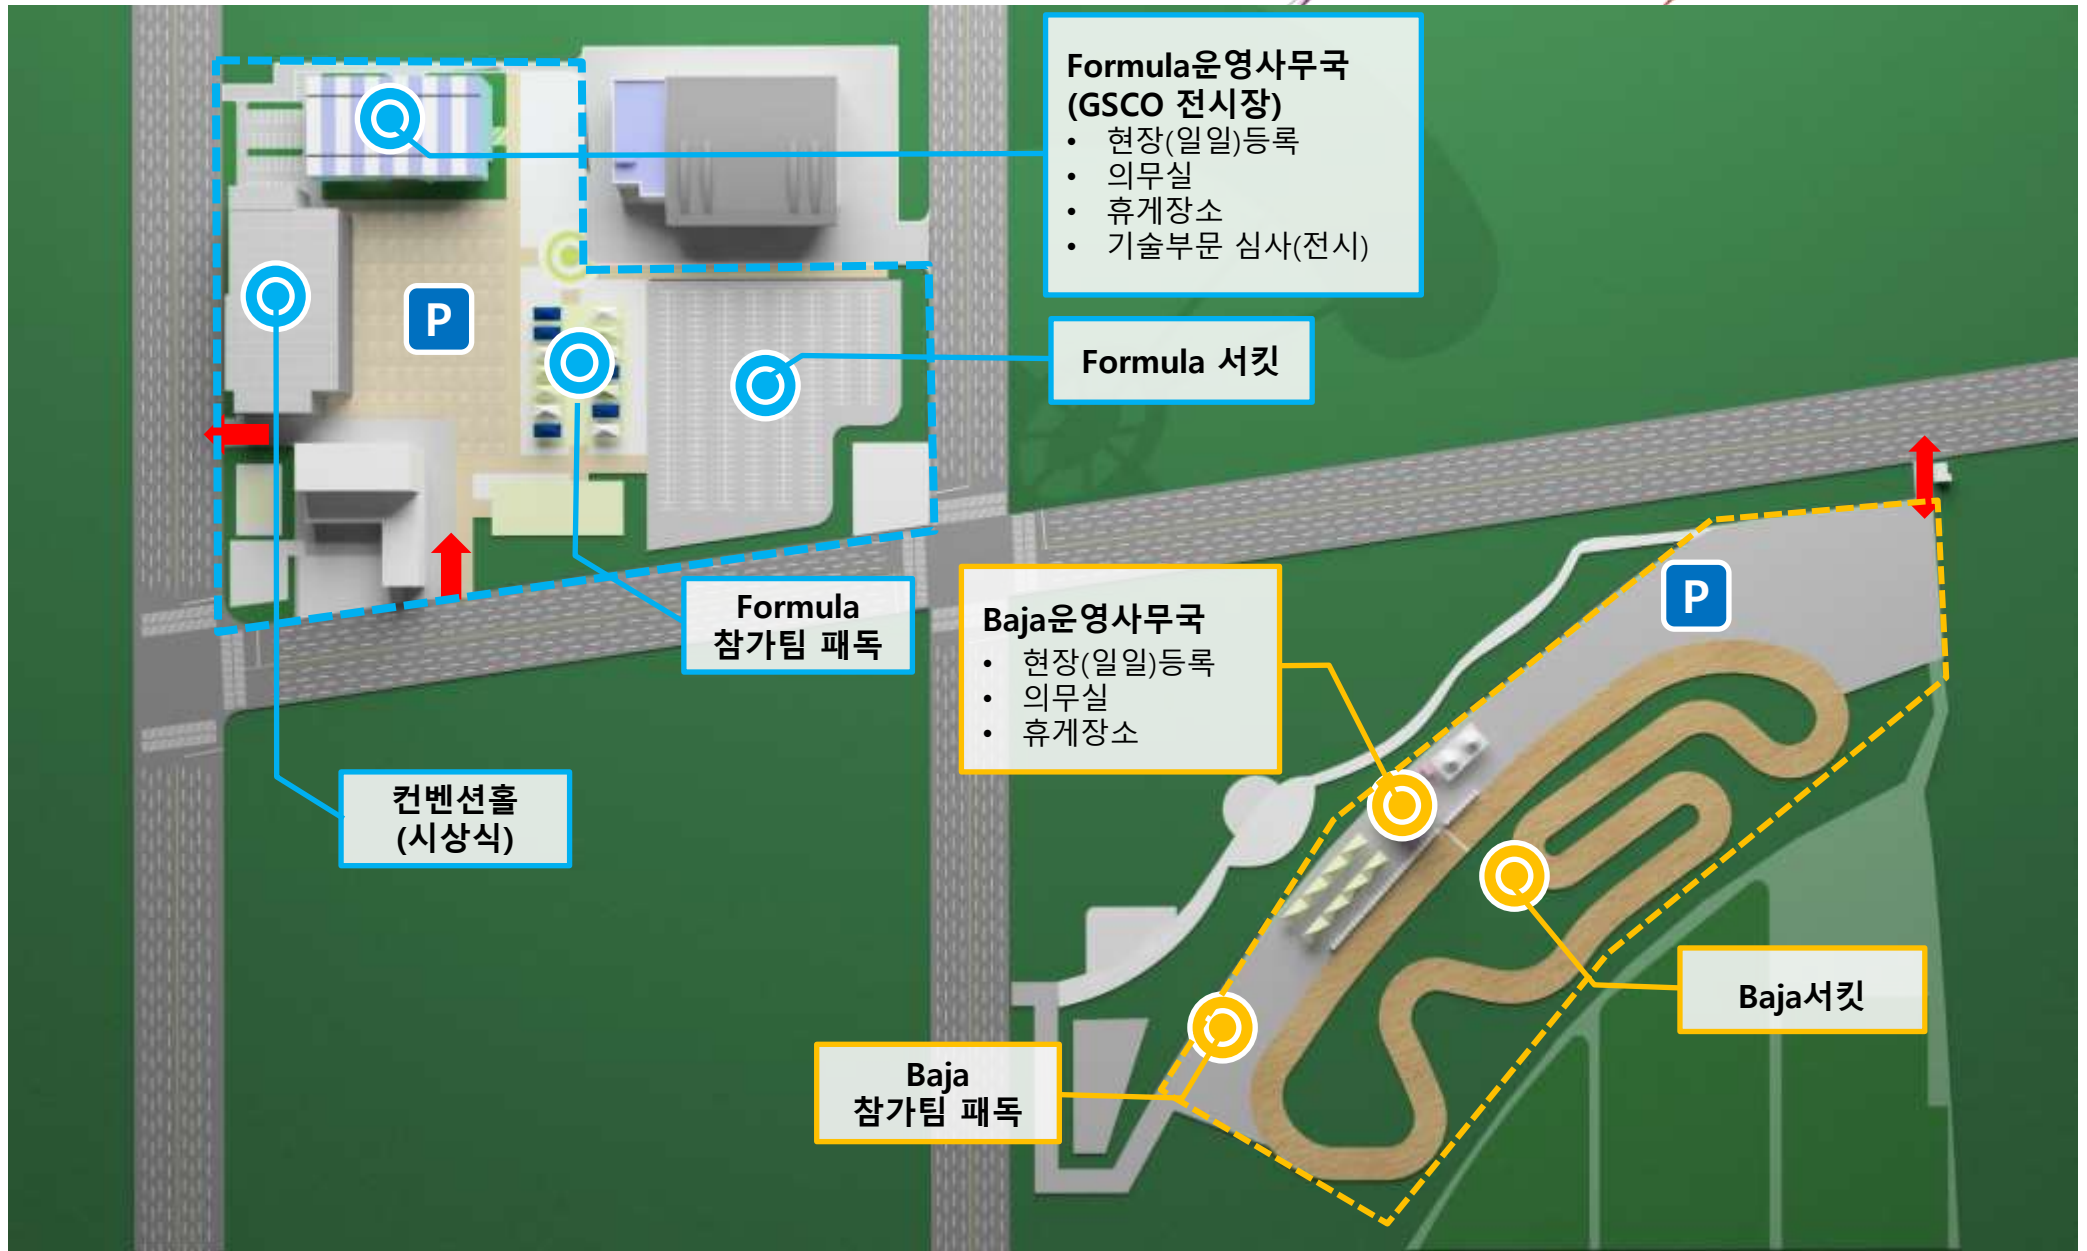 Formula운영사무국
(GSCO 전시장)
• 현장(일일)등록
• 의무실
• 휴게장소
• 기술부문 심사(전시)
P
Formula 서킷
Formula
참가팀 패독
P
Baja운영사무국
• 현장(일일)등록
• 의무실
• 휴게장소
컨벤션홀
(시상식)
Baja서킷
Baja
참가팀 패독